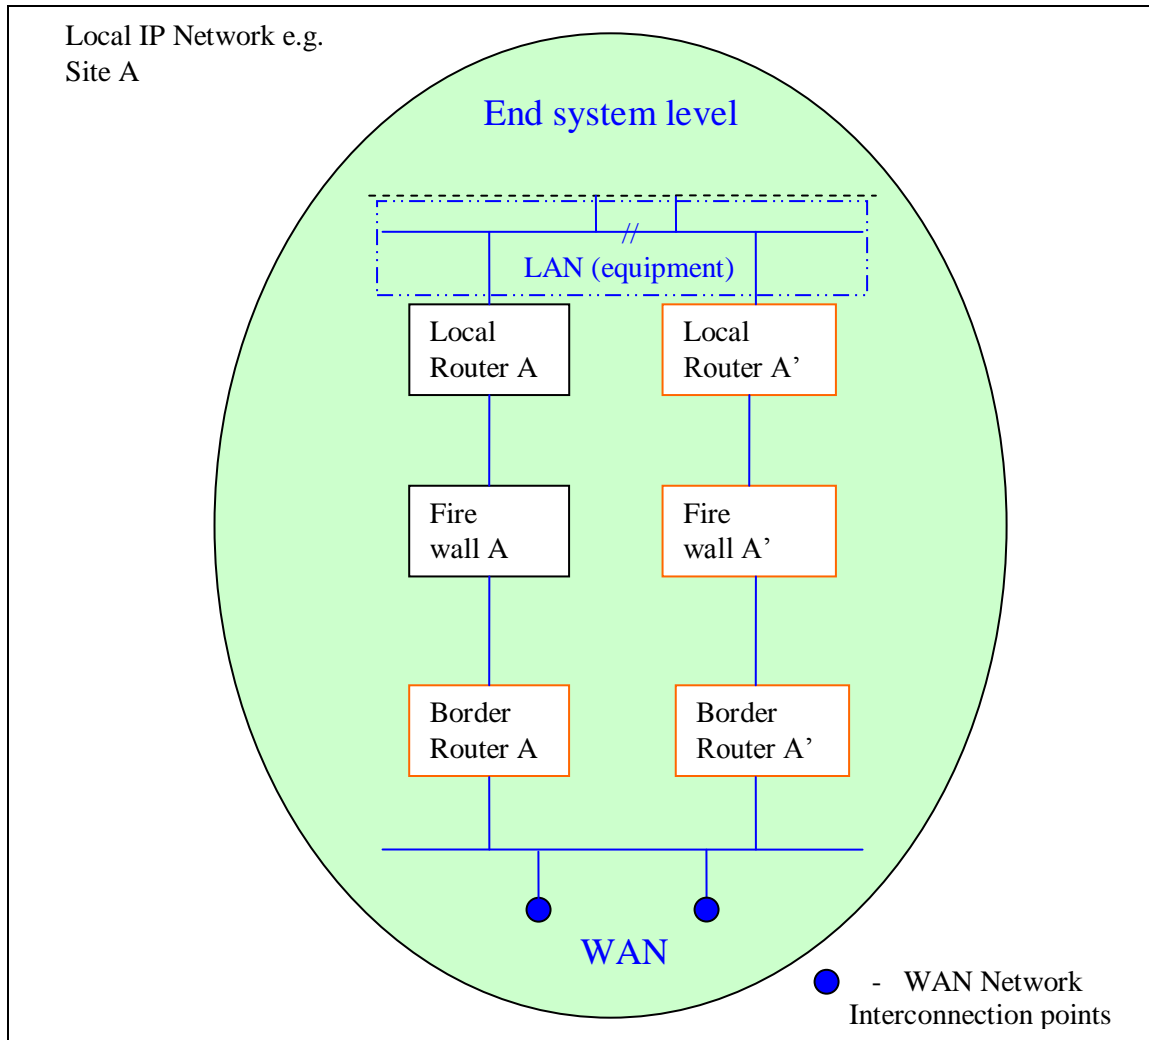 Local IP Network e.g.
Site A
End system level
//
LAN (equipment)
Local
Router A
Local
Router A’
Fire
wall A
Fire
wall A’
Border
Router A
Border
Router A’
WAN
- WAN Network
Interconnection points